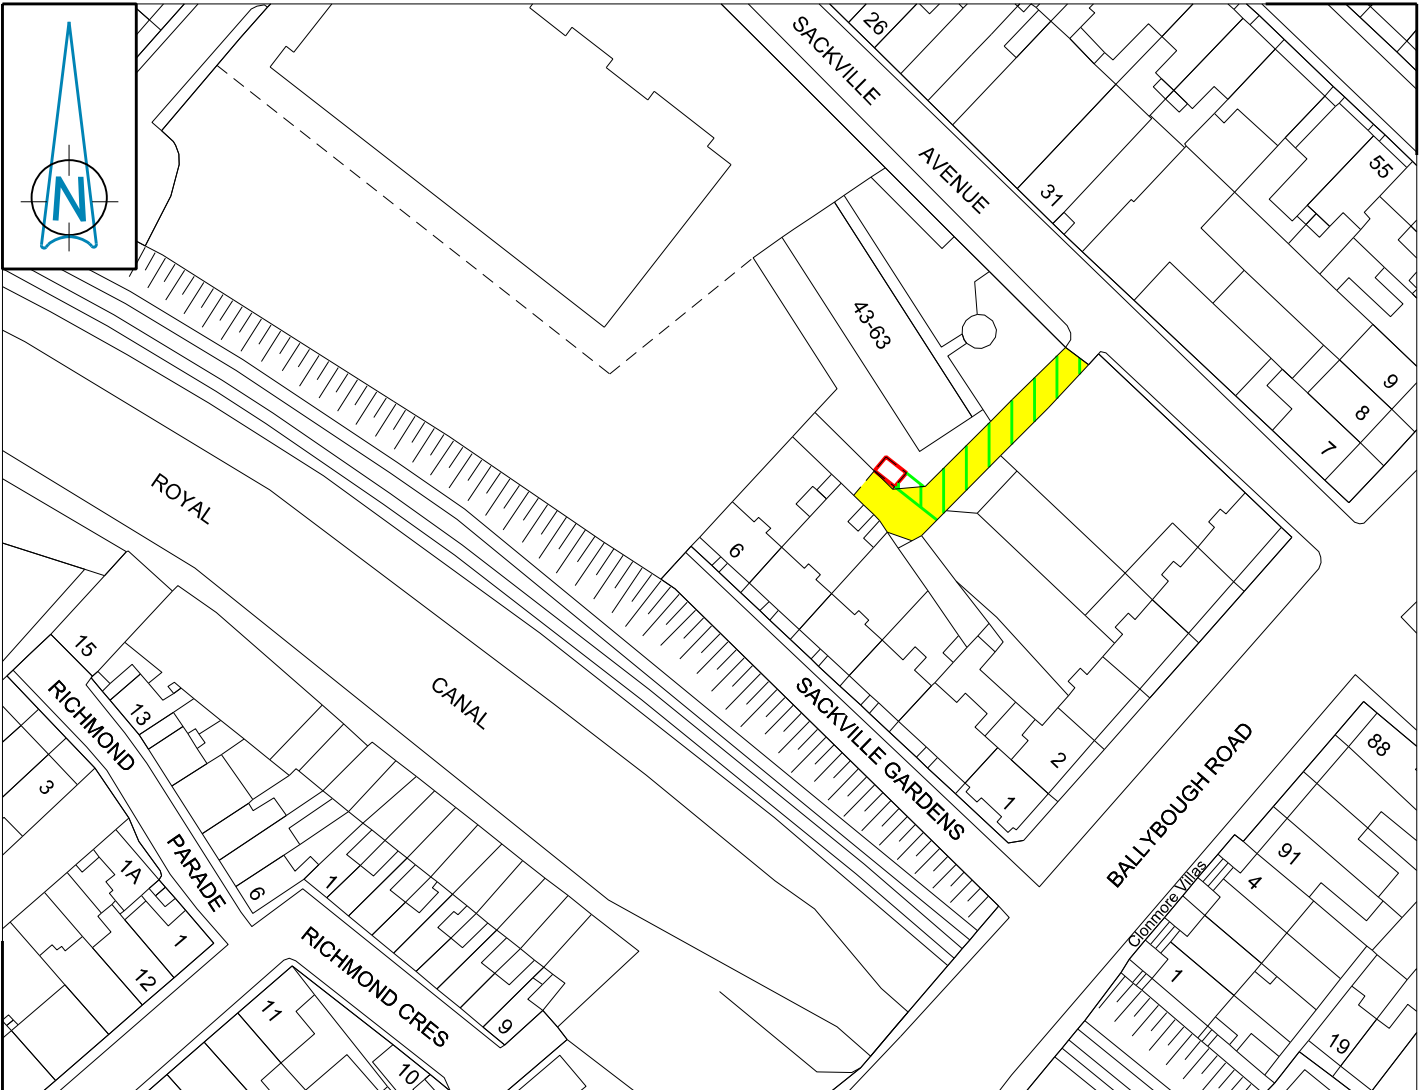 N
26
SACKVILLE
AVENUE
55
31
43-63
9
8
7
ROYAL
6
15
RICHMOND
13
CANAL
SACKVILLE GARDENS
2
1
BALLYBOUGH ROAD
88
3
PARADE
1A
6
1
91
4
Clonmore Villas
1
12
RICHMOND CRES
1
11
9
10
19